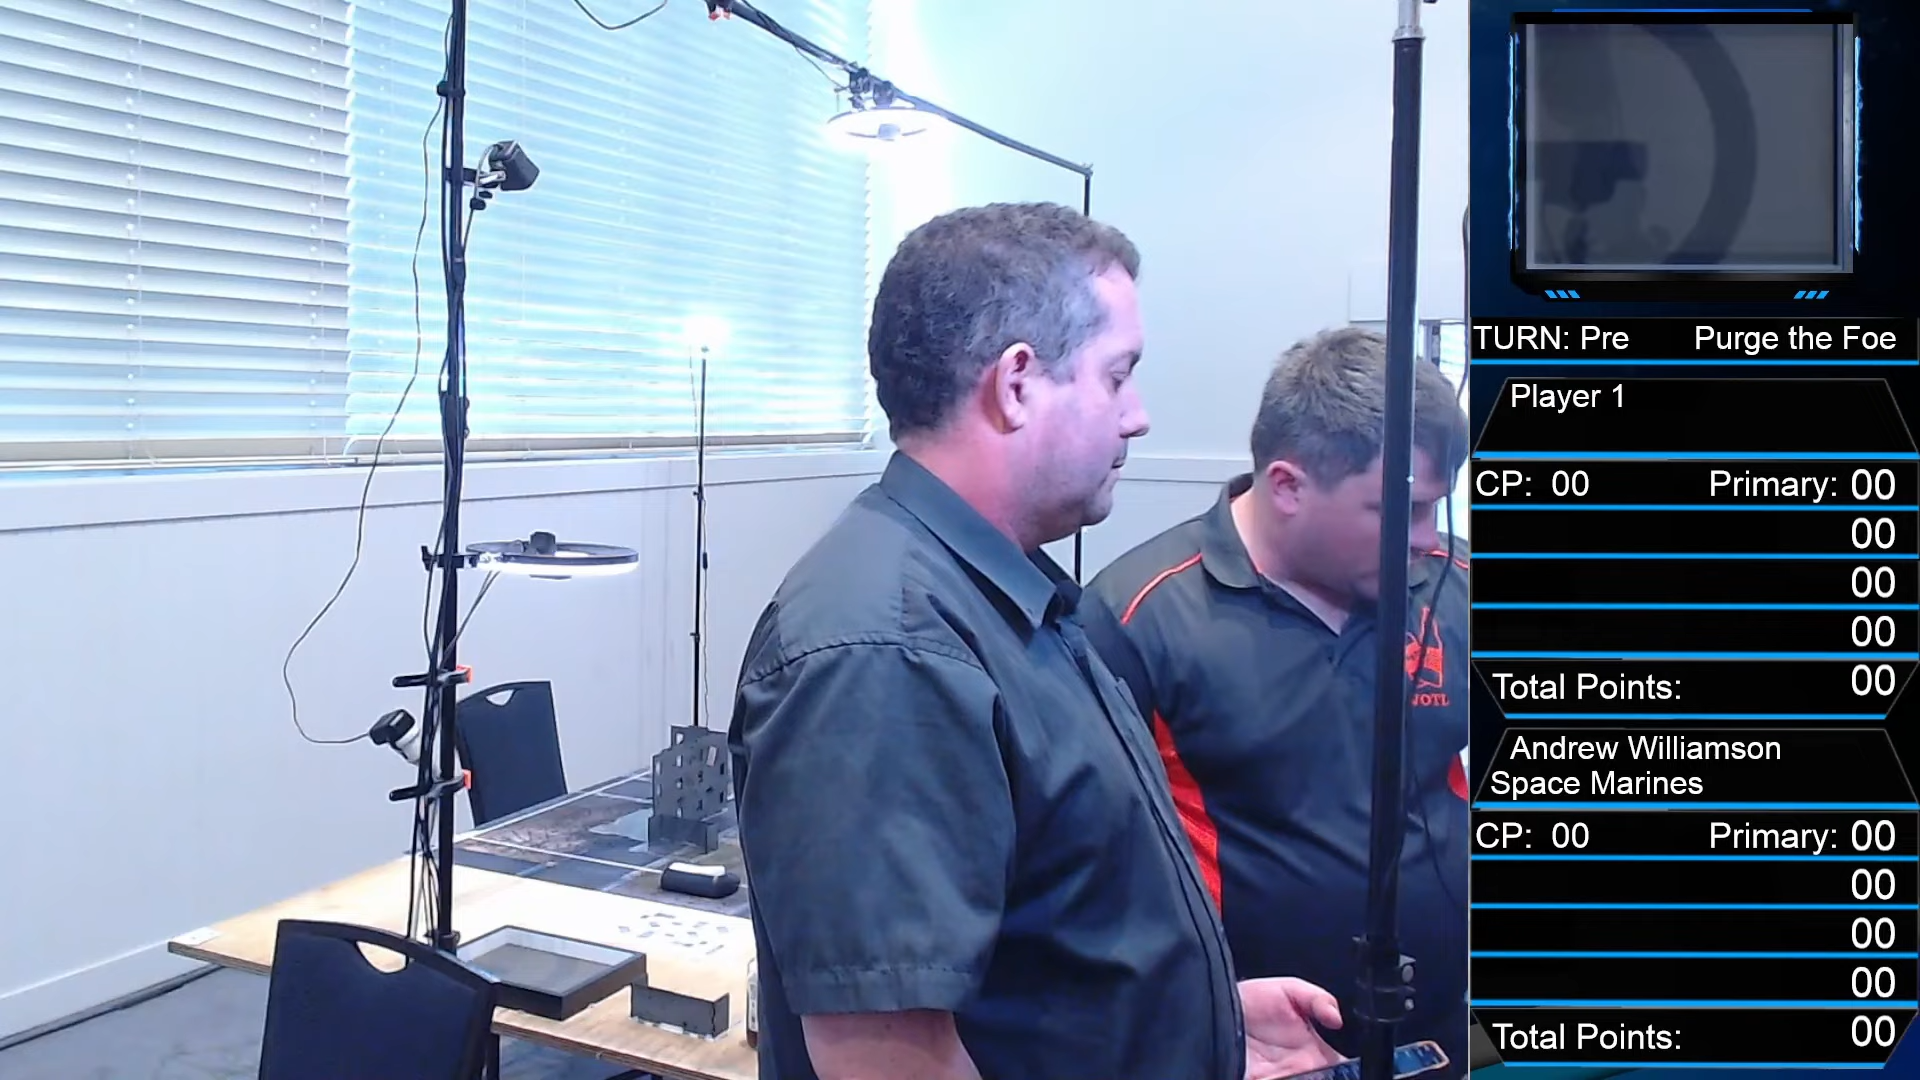 TURN: Pre Purge the Foe
Player 1
CP: 00 Primary: 00
00
00
00
Total Points: 00
Andrew Williamson
Space Marines
CP: 00 Primary: 00
00
00
00
Total Points: 00
JOTL